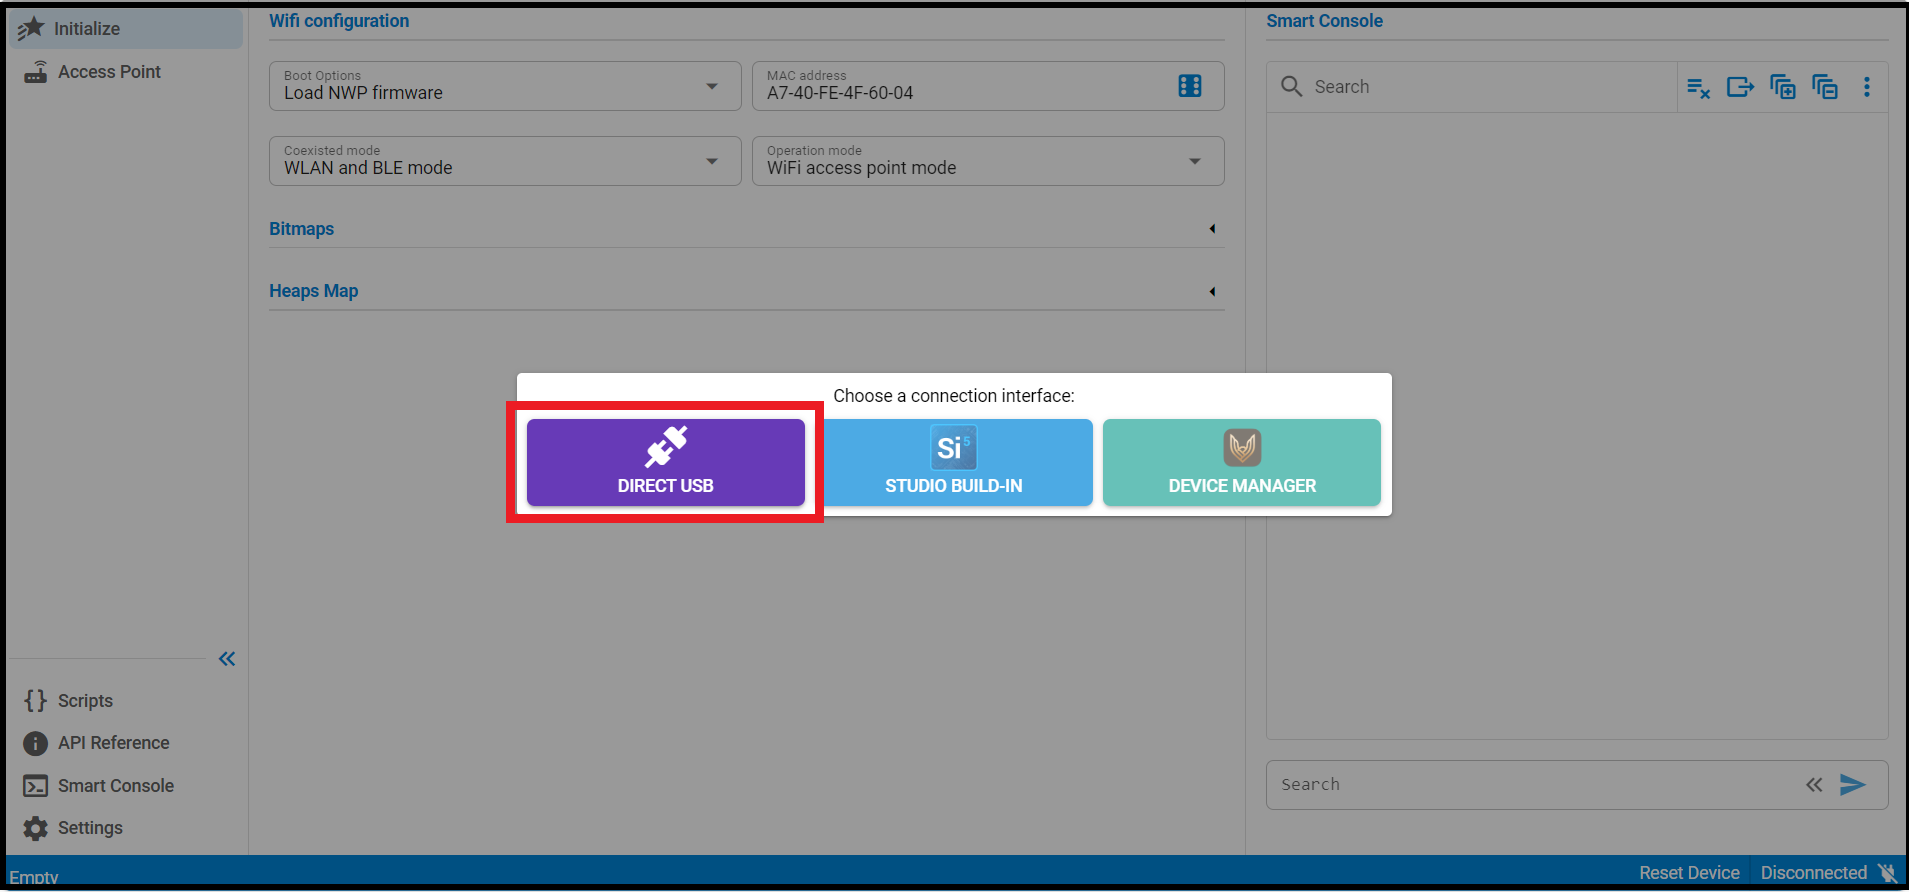 Initialize
Access Point
Wifi configuration
Boot Options
Load NWP firmware
MAC address
A7-40-FE-4F-60-04
Coexisted mode
WLAN and BLE mode
Operation mode
WiFi access point mode
Bitmaps
Heaps Map
Smart Console
Search
Choose a connection interface:
DIRECT USB
Si5
STUDIO BUILD-IN
DEVICE MANAGER
Scripts
API Reference
Smart Console
Settings
Search
Empty
Reset Device
Disconnected